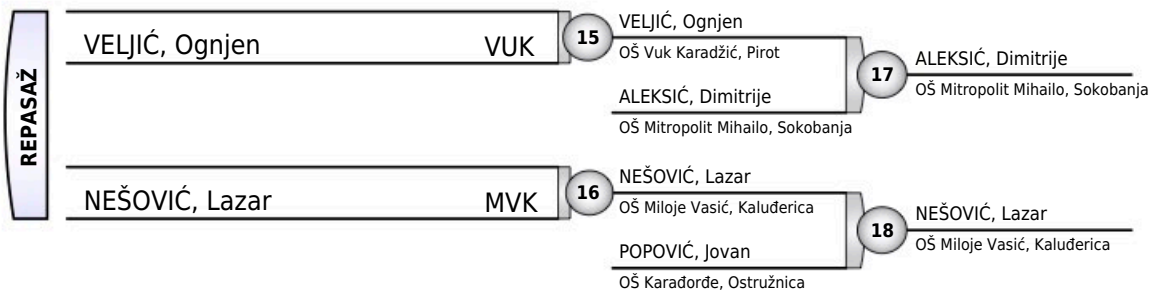 REPASAŽ
VELJIĆ, Ognjen VUK
15
VELJIĆ, Ognjen
OŠ Vuk Karadžić, Pirot
ALEKSIĆ, Dimitrije
OŠ Mitropolit Mihailo, Sokobanja
17
ALEKSIĆ, Dimitrije
OŠ Mitropolit Mihailo, Sokobanja
NEŠOVIĆ, Lazar MVK
16
NEŠOVIĆ, Lazar
OŠ Miloje Vasić, Kaluđerica
POPOVIĆ, Jovan
OŠ Karađorđe, Ostružnica
18
NEŠOVIĆ, Lazar
OŠ Miloje Vasić, Kaluđerica